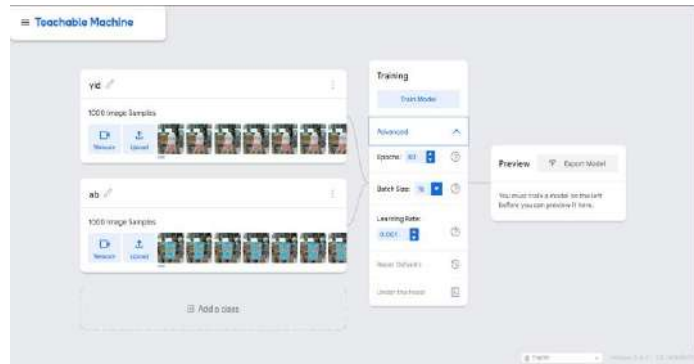 Teachable Machine
yid
1000 Image Samples
Webcam
Upload
ab
1000 Image Samples
Webcam
Upload
Add a class
Training
Train Model
Advanced
Epochs:
Batch Size: 16
Learning Rate:
0.001
Reset Defaults
Under the hood
Preview
Export Model
You must train a model on the left
before you can preview it here.